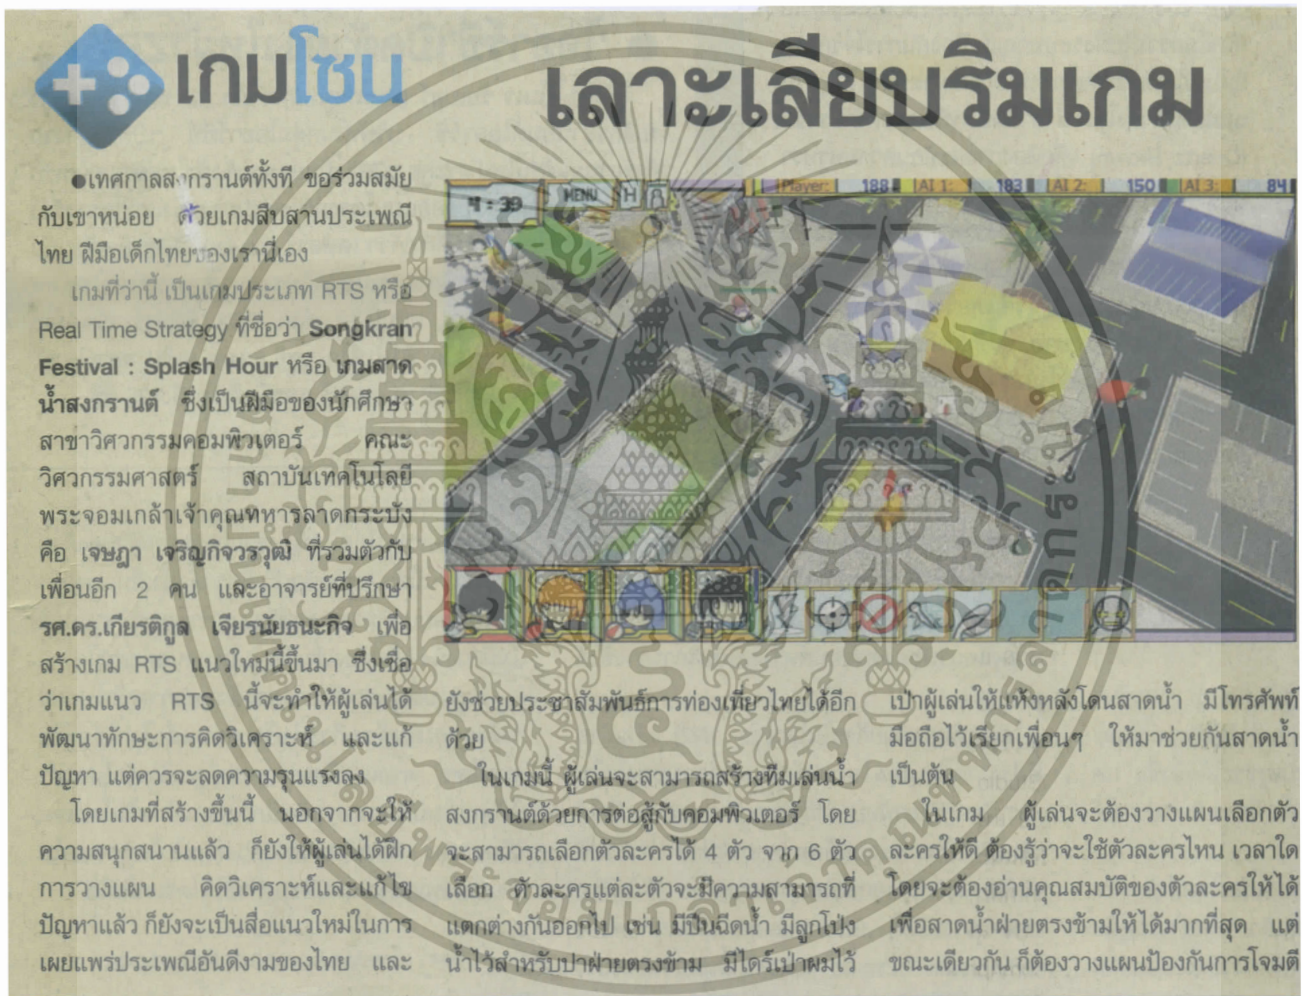 เกมโซน
เลาะเลียบริมเกม
●เทศกาลสงกรานต์ทั้งที ขอร่วมสมัย
กับเขาหน่อย ด้วยเกมสืบสานประเพณี
ไทย ฝีมือเด็กไทยของเรานี่เอง
เกมที่ว่านี้ เป็นเกมประเภท RTS หรือ
Real Time Strategy ที่ชื่อว่า Songkran
Festival : Splash Hour หรือ เกมสาด
น้ำสงกรานต์ ซึ่งเป็นฝีมือของนักศึกษา
สาขาวิศวกรรมคอมพิวเตอร์ คณะ
วิศวกรรมศาสตร์ สถาบันเทคโนโลยี
พระจอมเกล้าเจ้าคุณทหารลาดกระบัง
คือ เจษฎา เจริญกิจวรวุฒิ ที่รวมตัวกับ
เพื่อนอีก 2 คน และอาจารย์ที่ปรึกษา
รศ.ดร.เกียรติกูล เจียรนัยธนะกิจ เพื่อ
สร้างเกม RTS แนวใหม่นี้ขึ้นมา ซึ่งเชื่อ
ว่าเกมแนว RTS นี้จะทำให้ผู้เล่นได้
พัฒนาทักษะการคิดวิเคราะห์ และแก้
ปัญหา แต่ควรจะลดความรุนแรงลง
โดยเกมที่สร้างขึ้นนี้ นอกจากจะให้
ความสนุกสนานแล้ว ก็ยังให้ผู้เล่นได้ฝึก
การวางแผน คิดวิเคราะห์และแก้ไข
ปัญหาแล้ว ก็ยังจะเป็นสื่อแนวใหม่ในการ
เผยแพร่ประเพณีอันดีงามของไทย และ
4 : 39 MENU H A Player: 188 AI 1: 183 AI 2: 150 AI 3: 84
ยังช่วยประชาสัมพันธ์การท่องเที่ยวไทยได้อีก
ด้วย
ในเกมนี้ ผู้เล่นจะสามารถสร้างทีมเล่นน้ำ
สงกรานต์ด้วยการต่อสู้กับคอมพิวเตอร์ โดย
จะสามารถเลือกตัวละครได้ 4 ตัว จาก 6 ตัว
เลือก ตัวละครแต่ละตัวจะมีความสามารถที่
แตกต่างกันออกไป เช่น มีปืนฉีดน้ำ มีลูกโป่ง
น้ำไว้สำหรับปาฝ่ายตรงข้าม มีไดร์เป่าผมไว้
เป่าผู้เล่นให้แห้งหลังโดนสาดน้ำ มีโทรศัพท์
มือถือไว้เรียกเพื่อนๆ ให้มาช่วยกันสาดน้ำ
เป็นต้น
ในเกม ผู้เล่นจะต้องวางแผนเลือกตัว
ละครให้ดี ต้องรู้ว่าจะใช้ตัวละครไหน เวลาใด
โดยจะต้องอ่านคุณสมบัติของตัวละครให้ได้
เพื่อสาดน้ำฝ่ายตรงข้ามให้ได้มากที่สุด แต่
ขณะเดียวกัน ก็ต้องวางแผนป้องกันการโจมตี